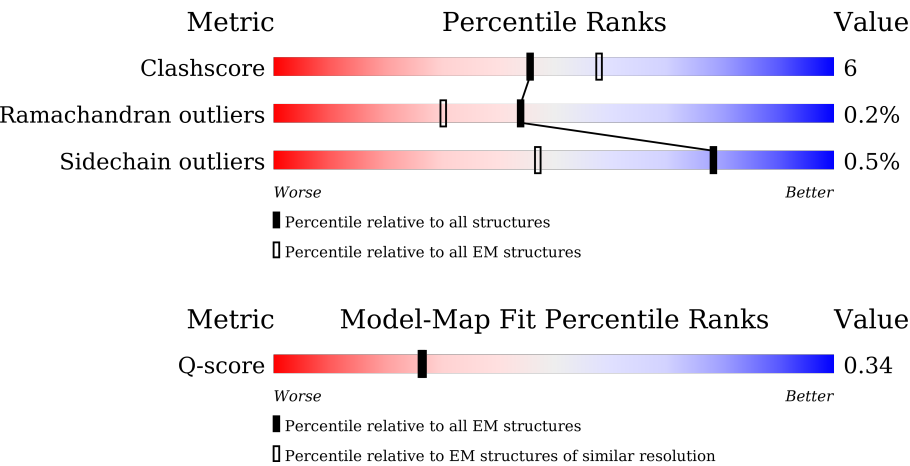 Metric Percentile Ranks Value
Clashscore 6
Ramachandran outliers 0.2%
Sidechain outliers 0.5%
Worse Better
Percentile relative to all structures
Percentile relative to all EM structures
Metric Model-Map Fit Percentile Ranks Value
Q-score 0.34
Worse Better
Percentile relative to all EM structures
Percentile relative to EM structures of similar resolution